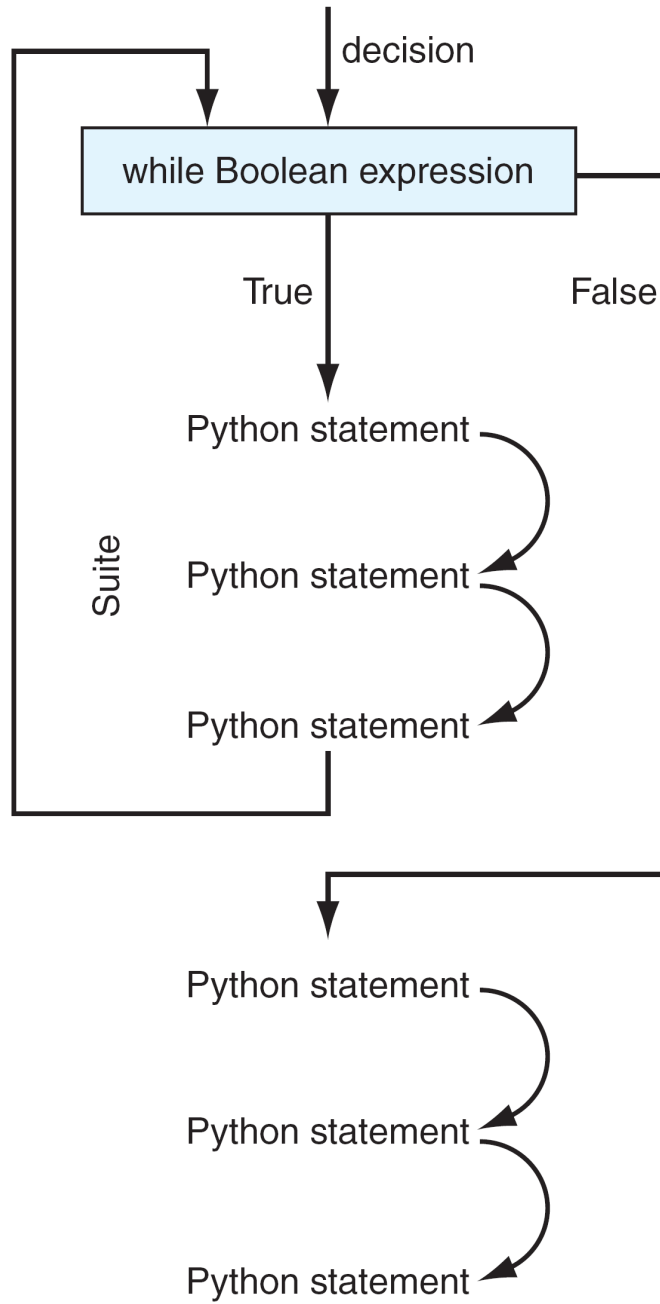 decision
while Boolean expression
True
False
Python statement
Suite
Python statement
Python statement
Python statement
Python statement
Python statement